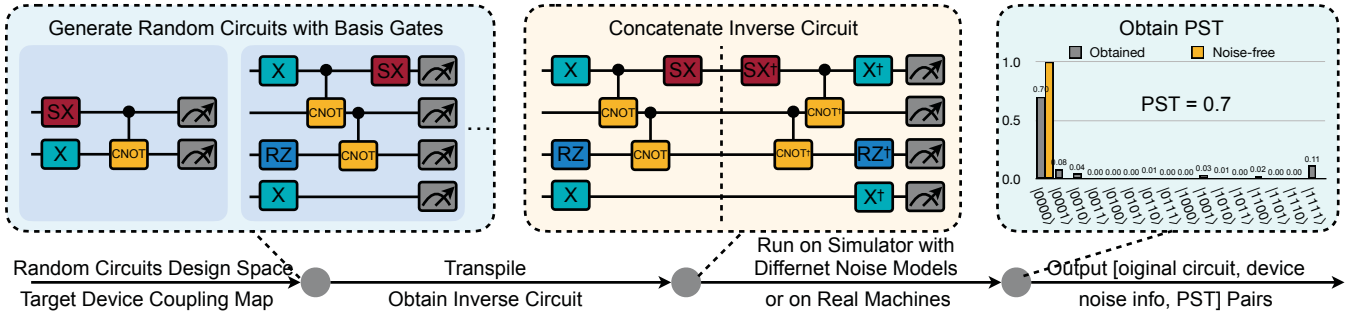 Generate Random Circuits with Basis Gates
SX
X
CNOT
X
SX
CNOT
RZ
CNOT
X
...
Concatenate Inverse Circuit
X
SX
SX†
X†
CNOT
CNOT†
RZ
CNOT
CNOT†
RZ†
X
X†
Obtain PST
Obtained
Noise-free
1.0
0.5
0.0
PST = 0.7
0.70
0.08
0.04
0.00
0.00
0.00
0.01
0.00
0.00
0.03
0.01
0.00
0.02
0.00
0.00
0.11
|0000⟩
|0001⟩
|0010⟩
|0011⟩
|0100⟩
|0101⟩
|0110⟩
|0111⟩
|1000⟩
|1001⟩
|1010⟩
|1011⟩
|1100⟩
|1101⟩
|1110⟩
|1111⟩
Random Circuits Design Space
Target Device Coupling Map
Transpile
Obtain Inverse Circuit
Run on Simulator with
Differnet Noise Models
or on Real Machines
Output [oiginal circuit, device
noise info, PST] Pairs